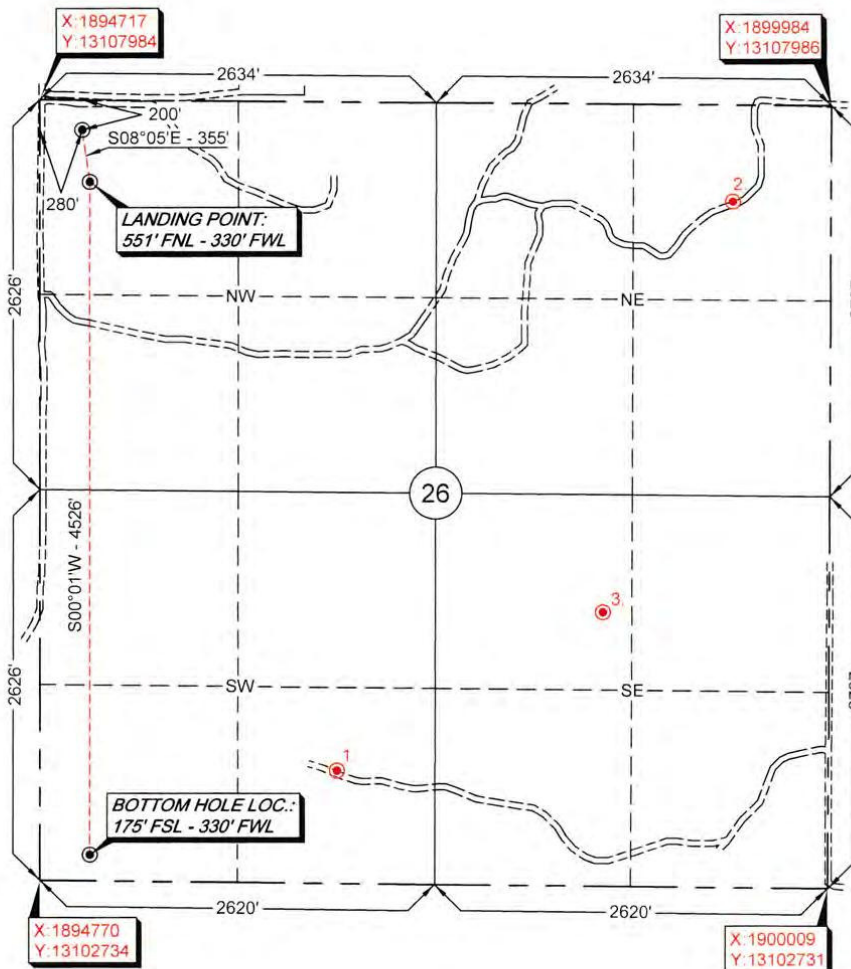 X:1894717
Y:13107984
X:1899984
Y:13107986
2634'
2634'
200'
S08°05'E - 355'
280'
LANDING POINT:
551' FNL - 330' FWL
2
NW
NE
2626'
26
S00°01'W - 4526'
3
2626'
SW
SE
1
BOTTOM HOLE LOC.:
175' FSL - 330' FWL
2620'
2620'
X:1894770
Y:13102734
X:1900009
Y:13102731